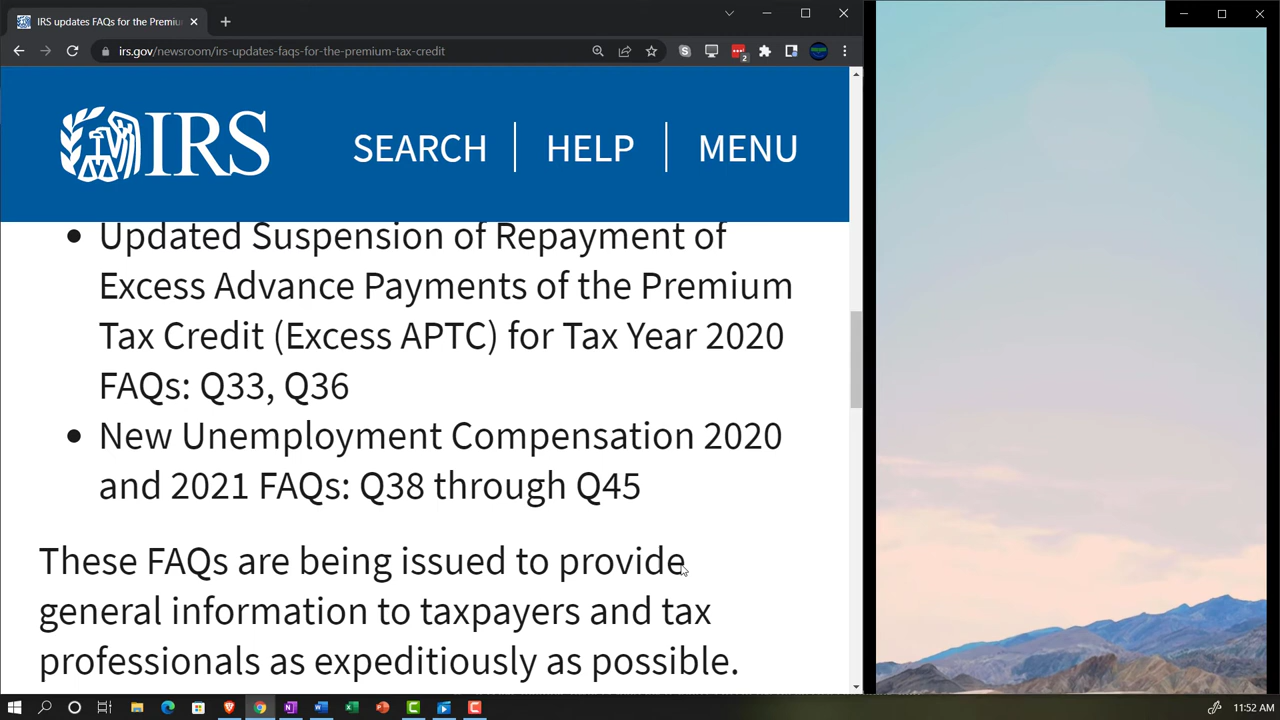 IRS updates FAQs for the Premiu
irs.gov/newsroom/irs-updates-faqs-for-the-premium-tax-credit
2
IRS
SEARCH
HELP
MENU
• Updated Suspension of Repayment of
Excess Advance Payments of the Premium
Tax Credit (Excess APTC) for Tax Year 2020
FAQs: Q33, Q36
• New Unemployment Compensation 2020
and 2021 FAQs: Q38 through Q45
These FAQs are being issued to provide
general information to taxpayers and tax
professionals as expeditiously as possible.
11:52 AM